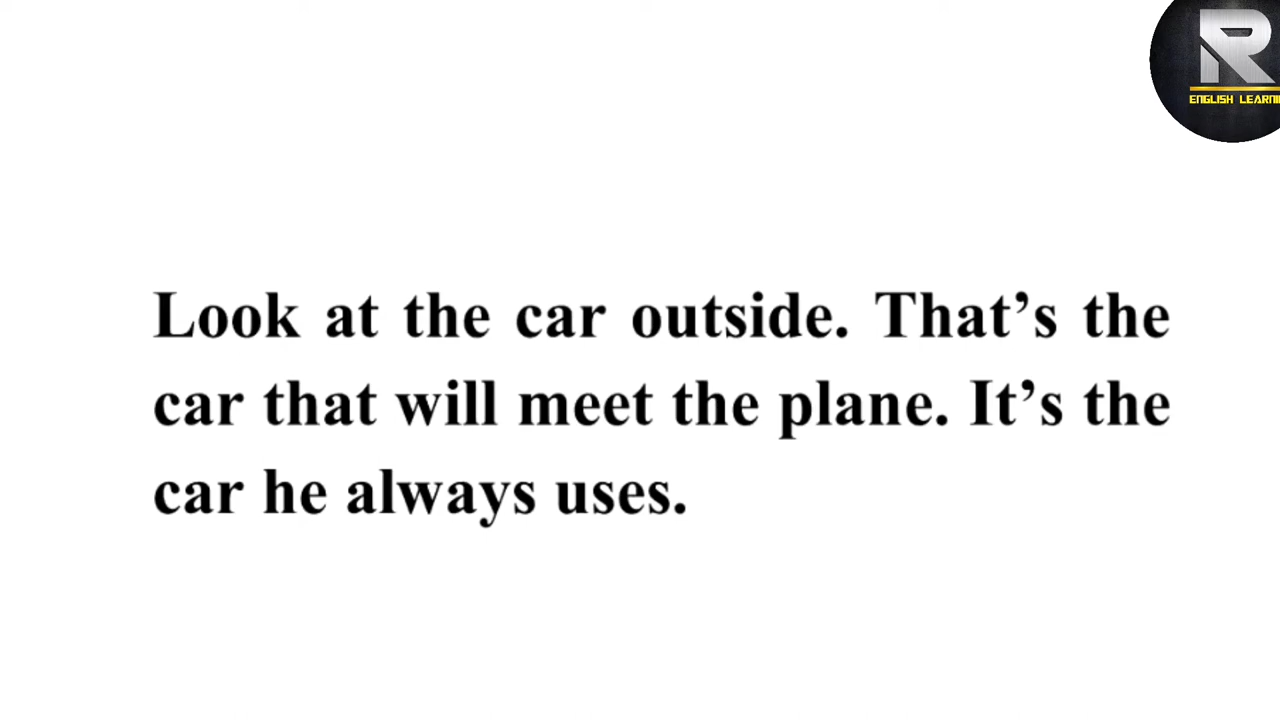 R
ENGLISH LEARNI
Look at the car outside. That’s the
car that will meet the plane. It’s the
car he always uses.